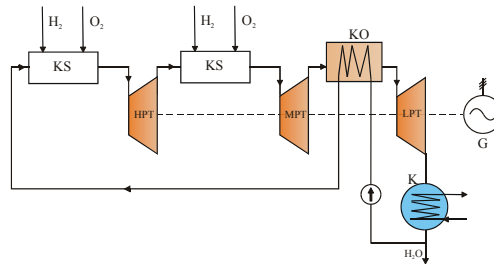 H₂ O₂ H₂ O₂
KS KS KO
HPT MPT LPT
G
K
H₂O